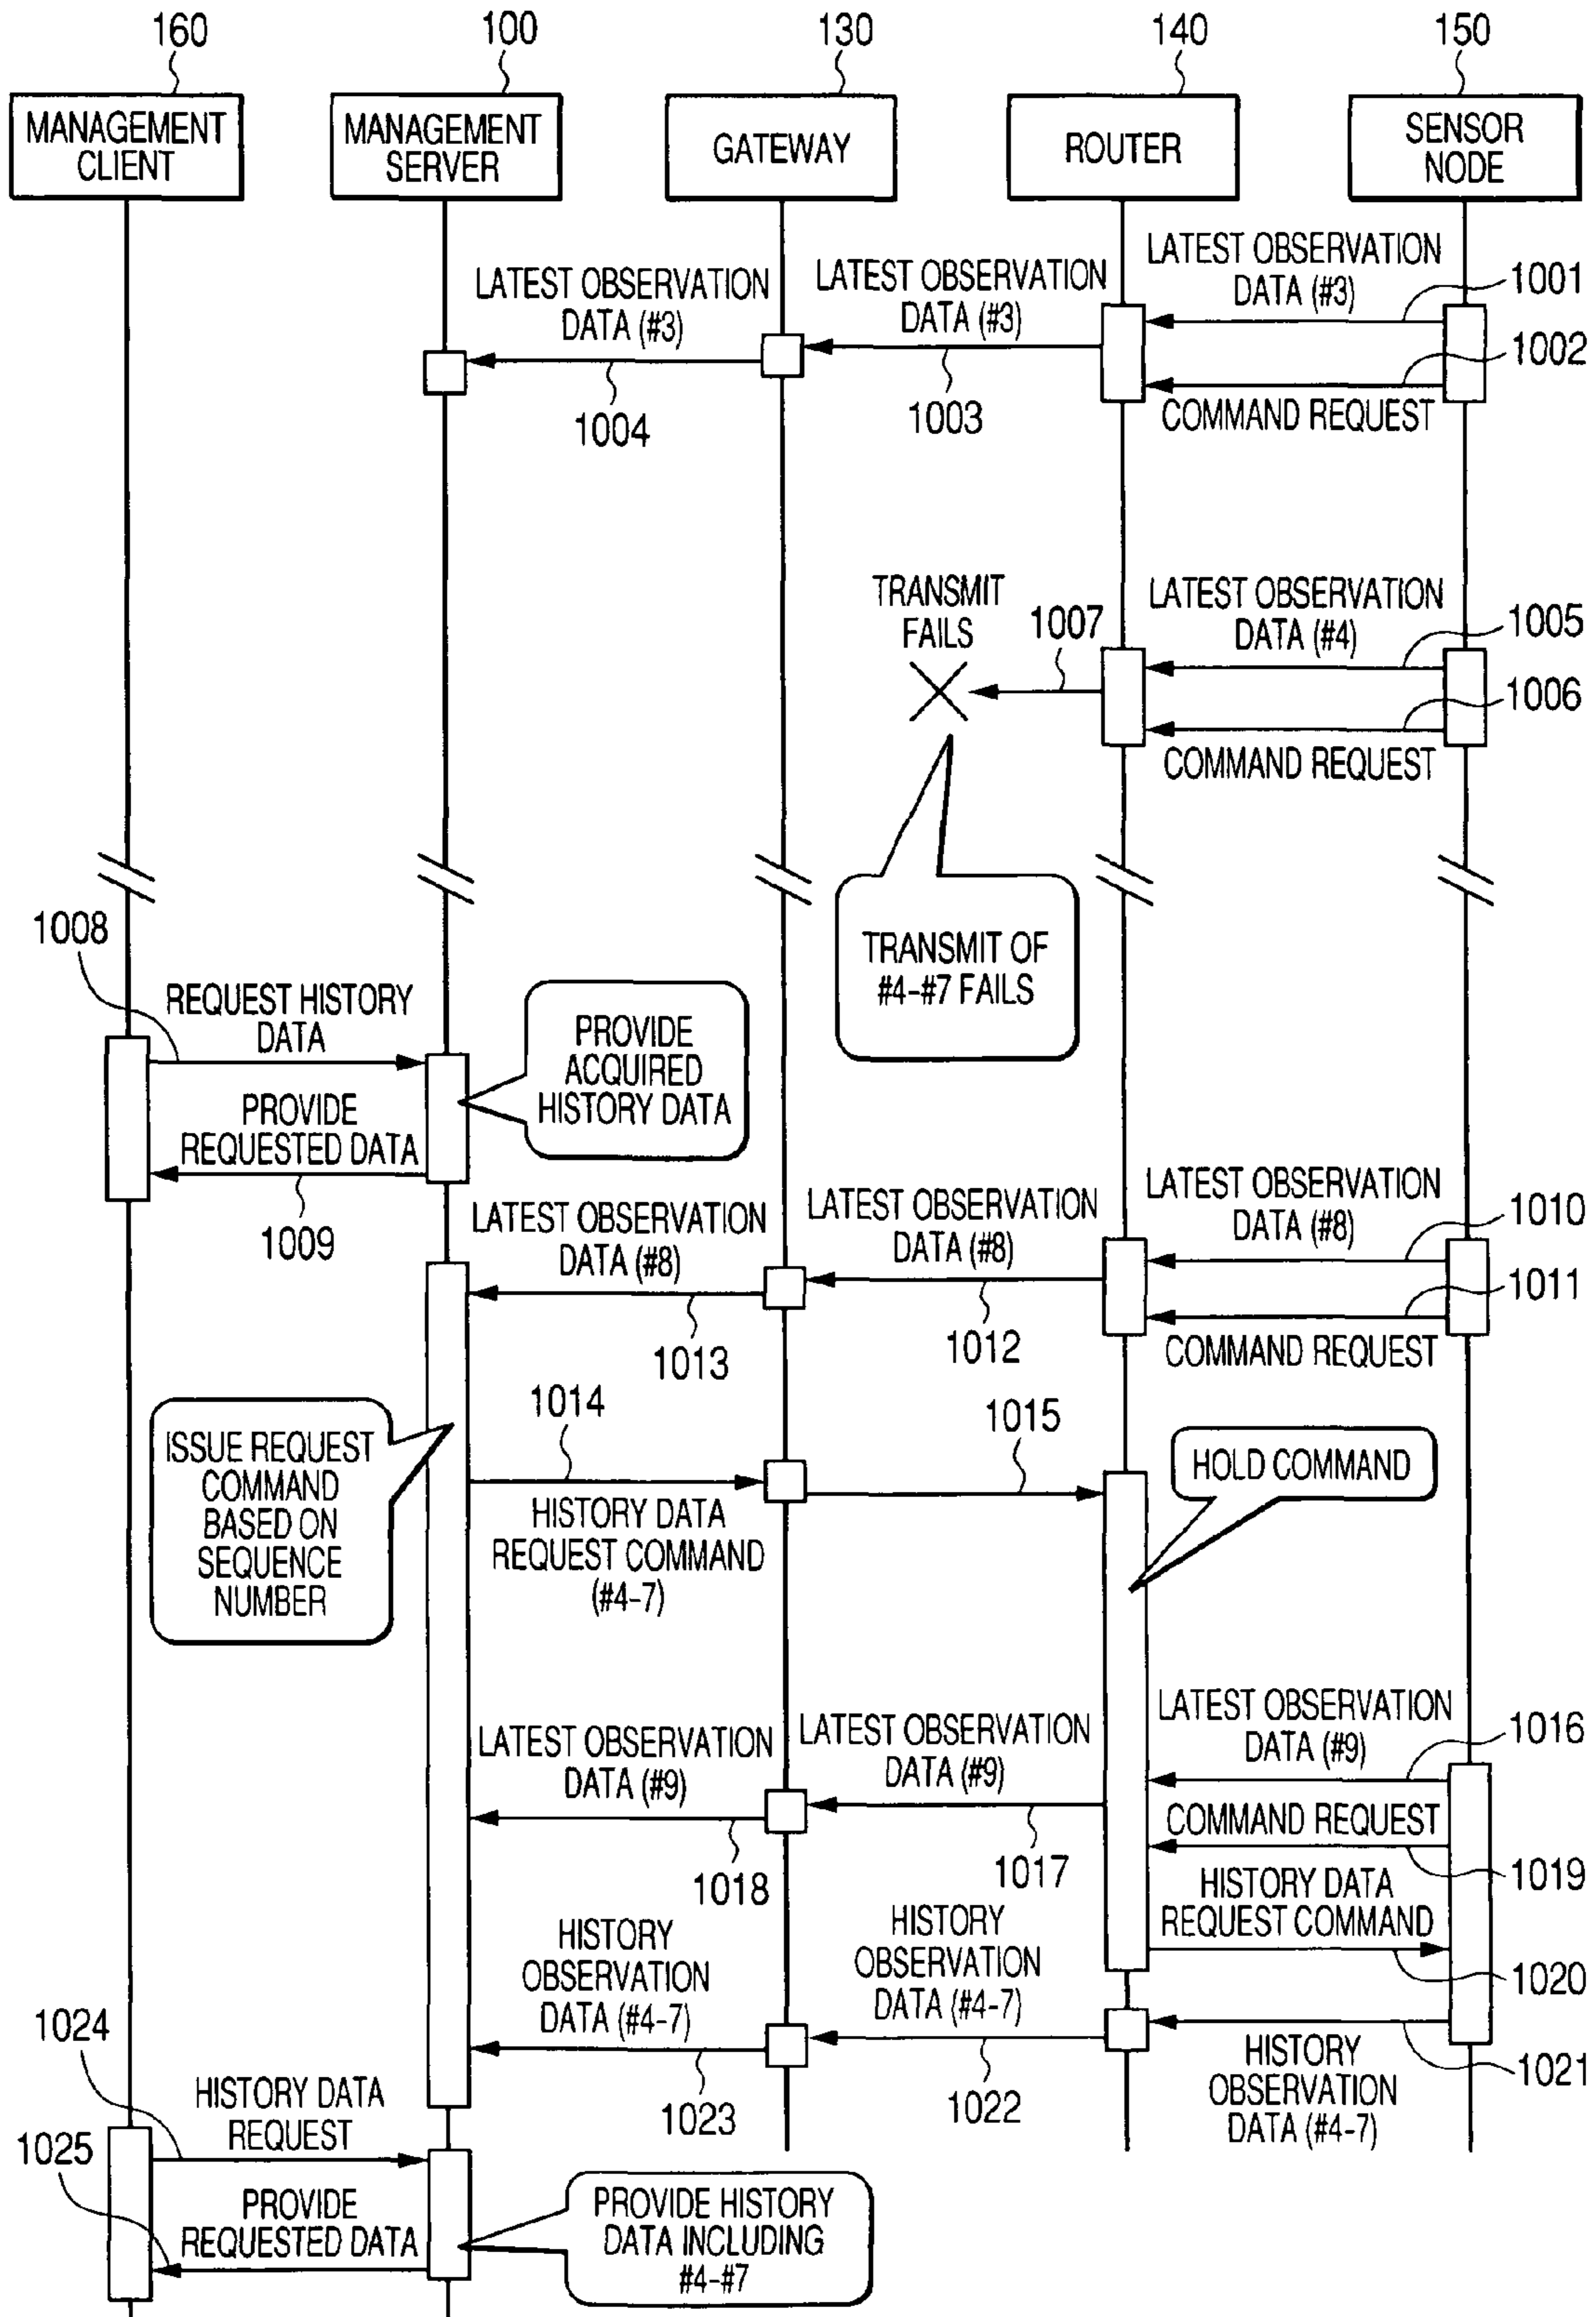 160
100
130
140
150
MANAGEMENT
CLIENT
MANAGEMENT
SERVER
GATEWAY
ROUTER
SENSOR
NODE
LATEST OBSERVATION
DATA (#3)
1001
LATEST OBSERVATION
DATA (#3)
LATEST OBSERVATION
DATA (#3)
1002
1004
1003
COMMAND REQUEST
TRANSMIT
FAILS
1007
LATEST OBSERVATION
DATA (#4)
1005
1006
COMMAND REQUEST
TRANSMIT OF
#4-#7 FAILS
1008
REQUEST HISTORY
DATA
PROVIDE
ACQUIRED
HISTORY DATA
PROVIDE
REQUESTED DATA
1009
LATEST OBSERVATION
DATA (#8)
LATEST OBSERVATION
DATA (#8)
LATEST OBSERVATION
DATA (#8)
1010
1011
1013
1012
COMMAND REQUEST
ISSUE REQUEST
COMMAND
BASED ON
SEQUENCE
NUMBER
1014
1015
HOLD COMMAND
HISTORY DATA
REQUEST COMMAND
(#4-7)
LATEST OBSERVATION
DATA (#9)
LATEST OBSERVATION
DATA (#9)
LATEST OBSERVATION
DATA (#9)
1016
COMMAND REQUEST
1018
1017
1019
HISTORY DATA
REQUEST COMMAND
1020
HISTORY
OBSERVATION
DATA (#4-7)
HISTORY
OBSERVATION
DATA (#4-7)
1021
HISTORY
OBSERVATION
DATA (#4-7)
1023
1022
1024
HISTORY DATA
REQUEST
1025
PROVIDE
REQUESTED DATA
PROVIDE HISTORY
DATA INCLUDING
#4-#7